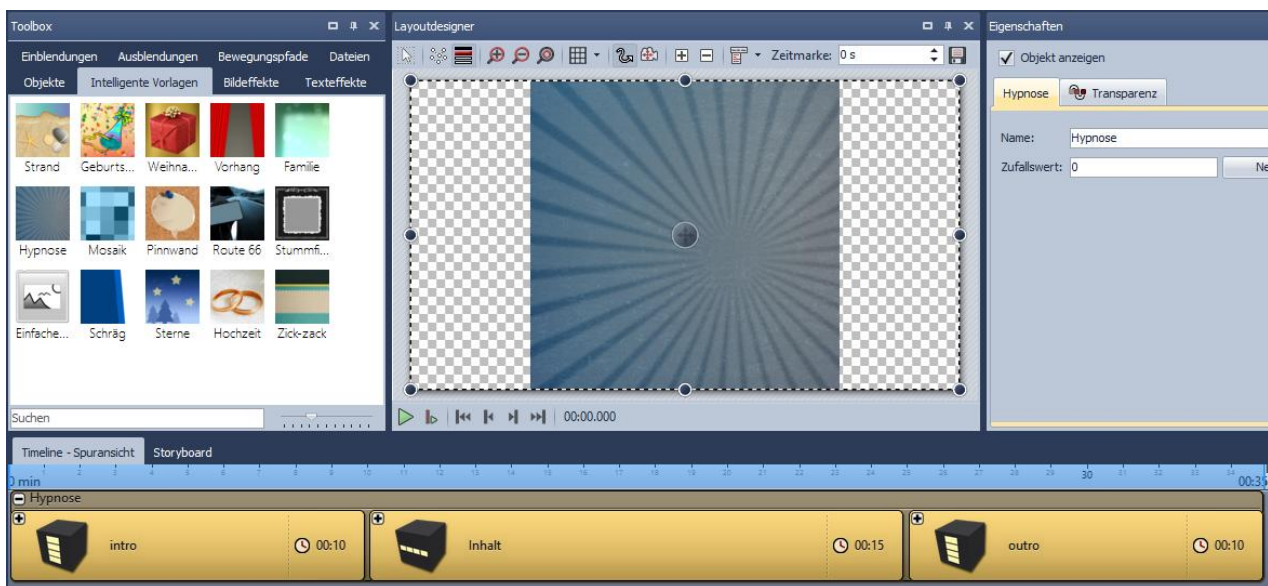 Toolbox
Einblendungen Ausblendungen Bewegungspfade Dateien
Objekte Intelligente Vorlagen Bildeffekte Texteffekte
Strand Geburts... Weihna... Vorhang Familie
Hypnose Mosaik Pinnwand Route 66 Stummfi...
Einfache... Schräg Sterne Hochzeit Zick-zack
Suchen
Layoutdesigner
Zeitmarke: 0 s
00:00.000
Eigenschaften
Objekt anzeigen
Hypnose Transparenz
Name: Hypnose
Zufallswert: 0 Ne
Timeline - Spuransicht Storyboard
0 min 30 00:35
Hypnose
intro 00:10 Inhalt 00:15 outro 00:10